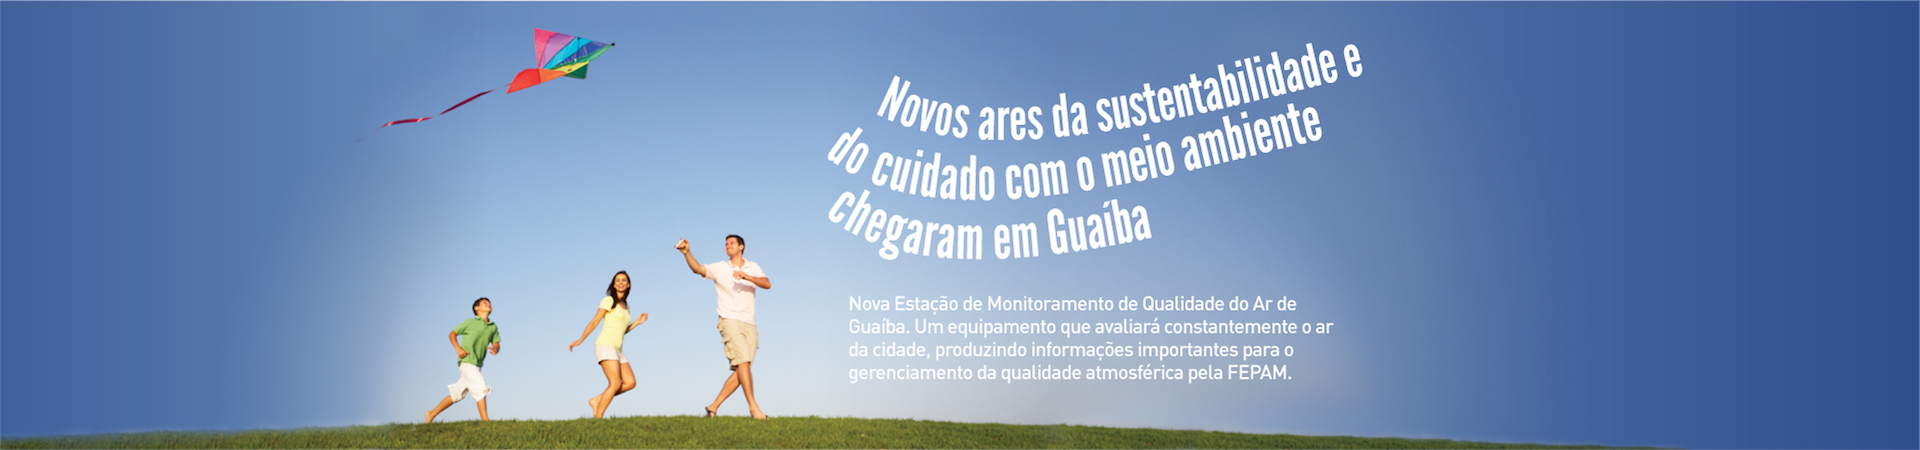 Novos ares da sustentabilidade e
do cuidado com o meio ambiente
chegaram em Guaíba
Nova Estação de Monitoramento de Qualidade do Ar de
Guaíba. Um equipamento que avaliará constantemente o ar
da cidade, produzindo informações importantes para o
gerenciamento da qualidade atmosférica pela FEPAM.